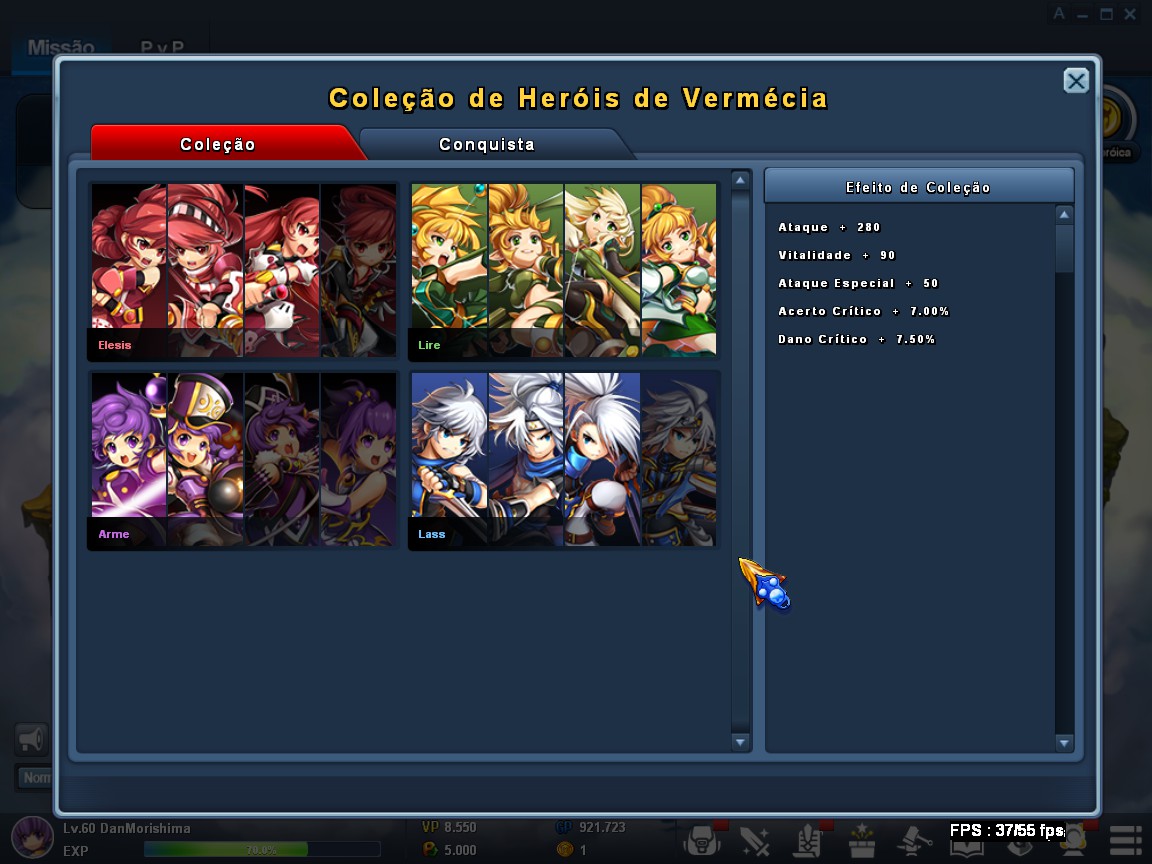 A
Missão PvP
Coleção de Heróis de Vermécia
Coleção Conquista
Efeito de Coleção
Ataque + 280
Vitalidade + 90
Ataque Especial + 50
Acerto Crítico + 7.00%
Dano Crítico + 7.50%
Elesis
Lire
Arme
Lass
Lv.60 DanMorishima
EXP 70.0%
VP 8.550
921.723
5.000
1
FPS : 37/55 fps